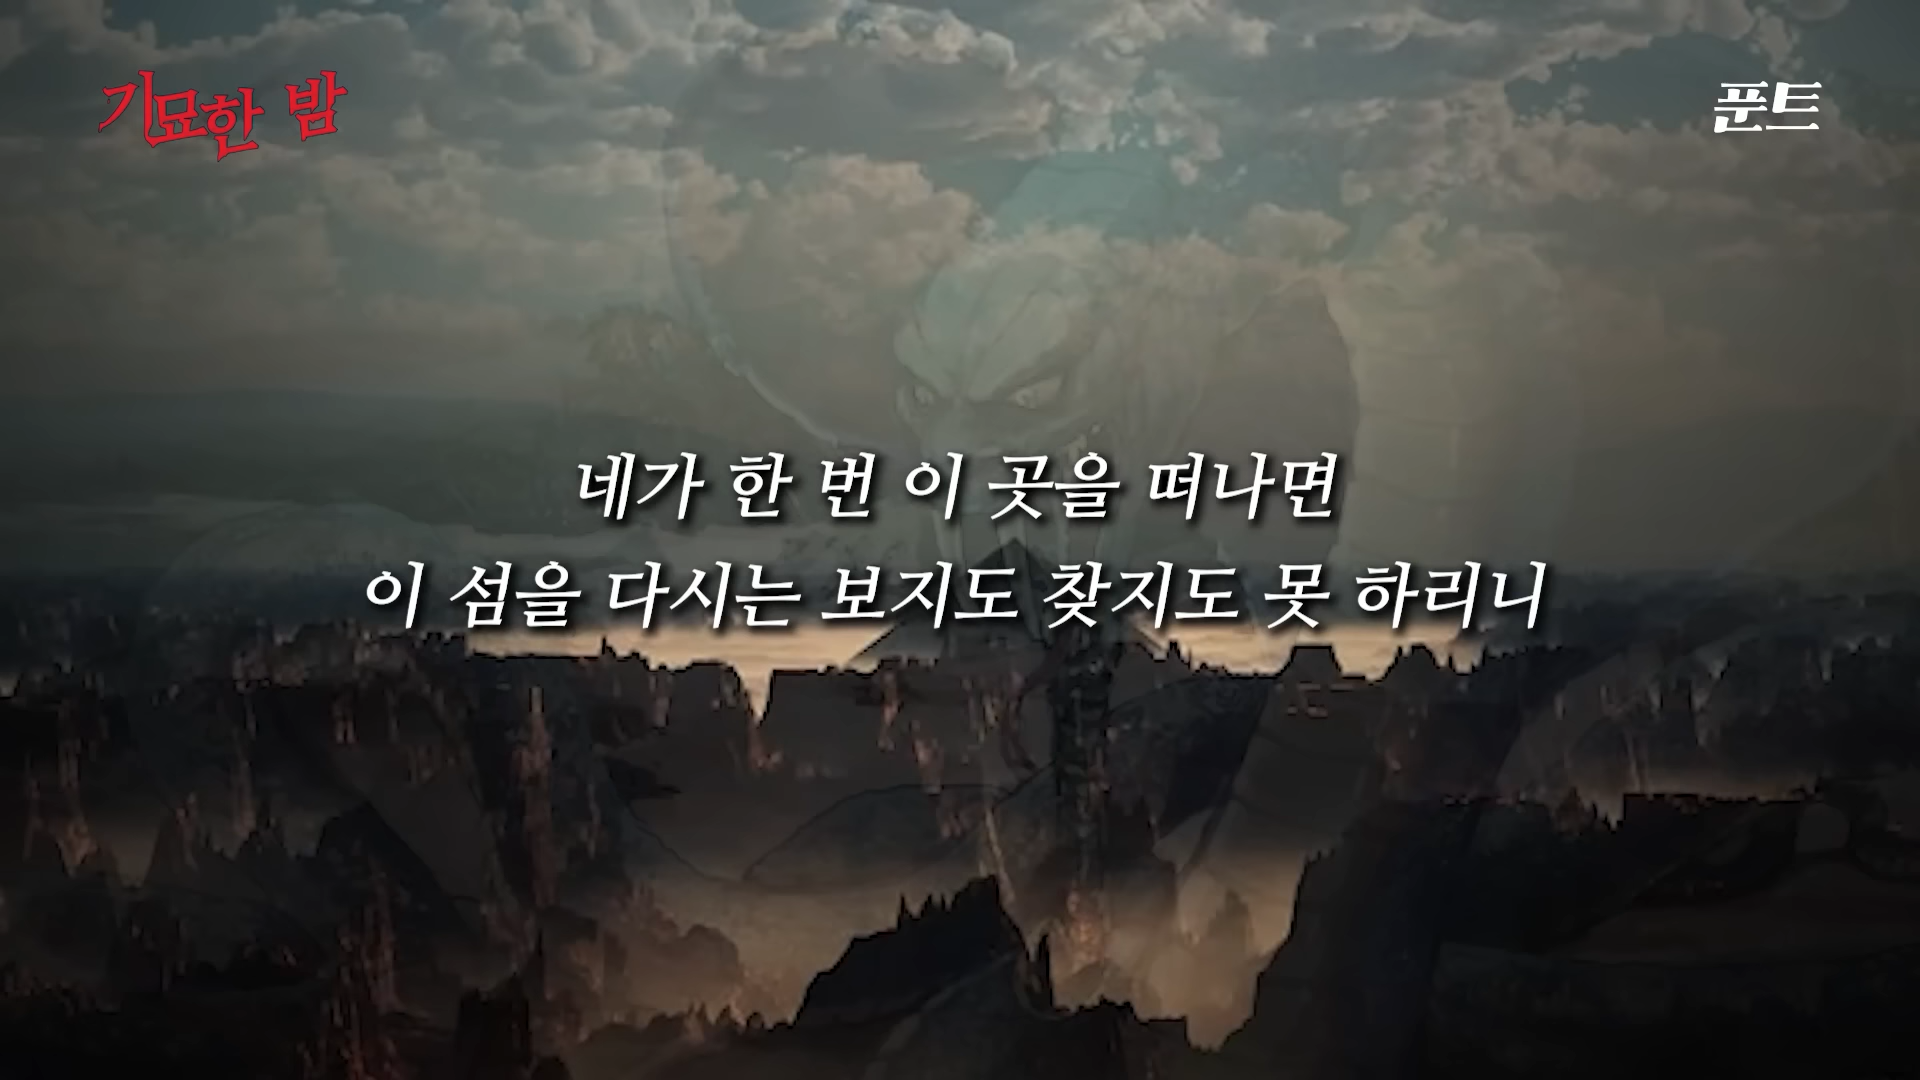 기묘한 밤
푼트
네가 한 번 이 곳을 떠나면
이 섬을 다시는 보지도 찾지도 못 하리니